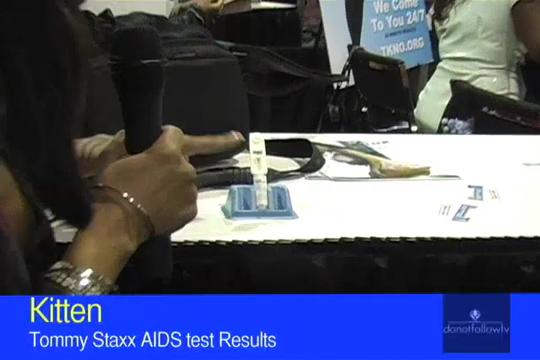 We Come
To You 24/7
TKNO.ORG
Kitten
Tommy Staxx AIDS test Results
donotfollowtv